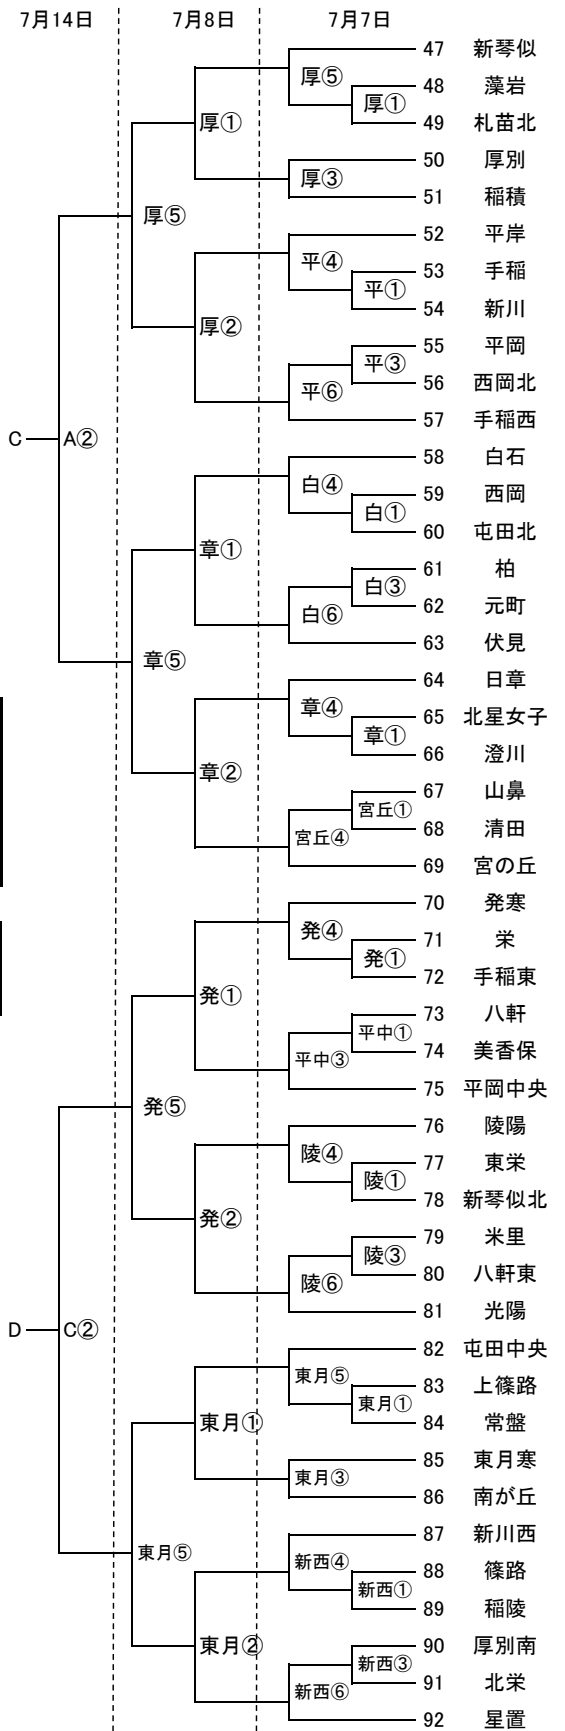 7月14日 7月8日 7月7日
47 新琴似
厚⑤
48 藻岩
厚①
厚① 49 札苗北
50 厚別
厚③
51 稲積
厚⑤
52 平岸
平④
53 手稲
平①
54 新川
厚②
55 平岡
平③
56 西岡北
平⑥
57 手稲西
C A②
58 白石
白④
59 西岡
白①
60 屯田北
章①
61 柏
白③
62 元町
白⑥
63 伏見
章⑤
64 日章
章④
65 北星女子
章①
66 澄川
章②
67 山鼻
宮丘①
68 清田
宮丘④
69 宮の丘
70 発寒
発④
71 栄
発①
72 手稲東
発①
73 八軒
平中①
74 美香保
平中③
75 平岡中央
発⑤
76 陵陽
陵④
77 東栄
陵①
78 新琴似北
発②
79 米里
陵③
80 八軒東
陵⑥
81 光陽
D C②
82 屯田中央
東月⑤
83 上篠路
東月①
84 常盤
東月①
85 東月寒
東月③
86 南が丘
87 新川西
東月⑤
新西④
88 篠路
新西①
89 稲陵
東月②
90 厚別南
新西③
91 北栄
新西⑥
92 星置